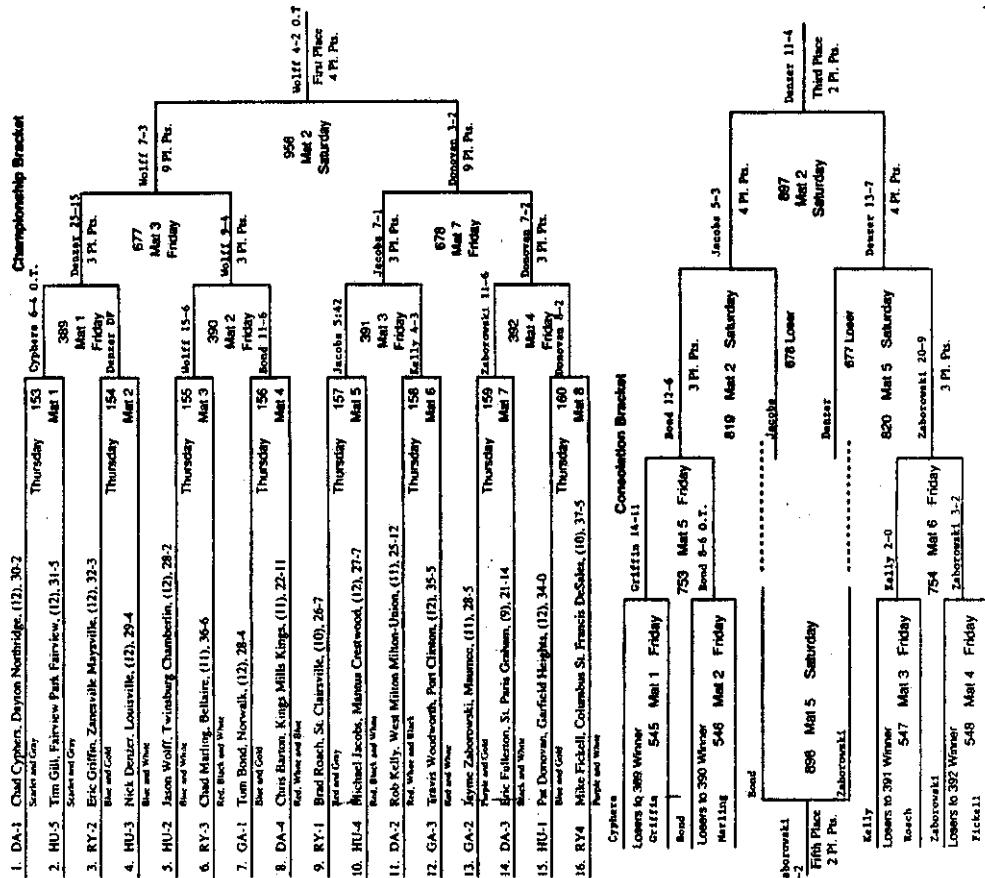 Championship Bracket
1. DA-1 Chad Cyphers, Dayton Northridge, (12), 30-2
Scarlet and Gray
Thursday 153
Mat 1
2. HU-5 Tim Gill, Fairview Park Fairview, (12), 31-5
Scarlet and Gray
3. RY-2 Eric Griffin, Zanesville Maysville, (12), 32-3
Blue and Gold
Thursday 154
Mat 2
4. HU-3 Nick Denzer, Louisville, (12), 29-4
Blue and White
5. HU-2 Jason Wolff, Twinsburg Chamberlin, (12), 28-2
Blue and White
Thursday 155
Mat 3
6. RY-3 Chad Marling, Bellaire, (11), 36-6
Red, Black and White
7. GA-1 Tom Bond, Norwalk, (12), 28-4
Blue and Gold
Thursday 156
Mat 4
8. DA-4 Chris Barton, Kings Mills Kings, (11), 22-11
Red, White and Blue
9. RY-1 Brad Roach, St. Clairsville, (10), 26-7
Red and Gray
Thursday 157
Mat 5
10. HU-4 Michael Jacobs, Mantua Crestwood, (12), 27-7
Red, Black and White
11. DA-2 Rob Kelly, West Milton Milton-Union, (11), 25-12
Red, White and Black
Thursday 158
Mat 6
12. GA-3 Travis Woodworth, Port Clinton, (12), 35-5
Red and White
13. GA-2 Jayme Zaborowski, Maumee, (11), 28-5
Purple and Gold
Thursday 159
Mat 7
14. DA-3 Eric Fullerton, St. Paris Graham, (9), 21-14
Black and White
15. HU-1 Pat Donovan, Garfield Heights, (12), 34-0
Blue and Gold
Thursday 160
Mat 8
16. RY4 Mike Fickell, Columbus St. Francis DeSales, (10), 37-5
Purple and White
Cyphers 6-4 O.T.
389
Mat 1
Friday
Denzer DF
Wolff 15-6
390
Mat 2
Friday
Bond 11-6
Jacobs 5:42
391
Mat 3
Friday
Kelly 4-3
Zaborowski 11-6
392
Mat 4
Friday
Donovan 8-2
Denzer 25-15
3 Pl. Pts.
677
Mat 3
Friday
Wolff 9-4
3 Pl. Pts.
Jacobs 7-1
3 Pl. Pts.
678
Mat 7
Friday
Donovan 7-2
3 Pl. Pts.
Wolff 7-3
9 Pl. Pts.
956
Mat 2
Saturday
Donovan 3-2
9 Pl. Pts.
Wolff 4-2 O.T
First Place
4 Pl. Pts.
Consolation Bracket
Cyphers
Losers to 389 Winner
545 Mat 1 Friday
Griffin
Bond
Losers to 390 Winner
546 Mat 2 Friday
Marling
Griffin 14-11
753 Mat 5 Friday
Bond 8-6 O.T.
Bond 12-6
3 Pl. Pts.
819 Mat 2 Saturday
Jacobs
678 Loser
Jacobs 5-3
4 Pl. Pts.
897
Mat 2
Saturday
Denzer 11-4
Third Place
2 Pl. Pts.
Denzer
677 Loser
820 Mat 5 Saturday
Denzer 13-7
4 Pl. Pts.
Zaborowski 20-9
3 Pl. Pts.
Bond
896 Mat 5 Saturday
Zaborowski
Fifth Place
2 Pl. Pts.
Kelly
Losers to 391 Winner
547 Mat 3 Friday
Roach
Kelly 2-0
754 Mat 6 Friday
Zaborowski 3-2
Zaborowski
Losers to 392 Winner
548 Mat 4 Friday
Fickell